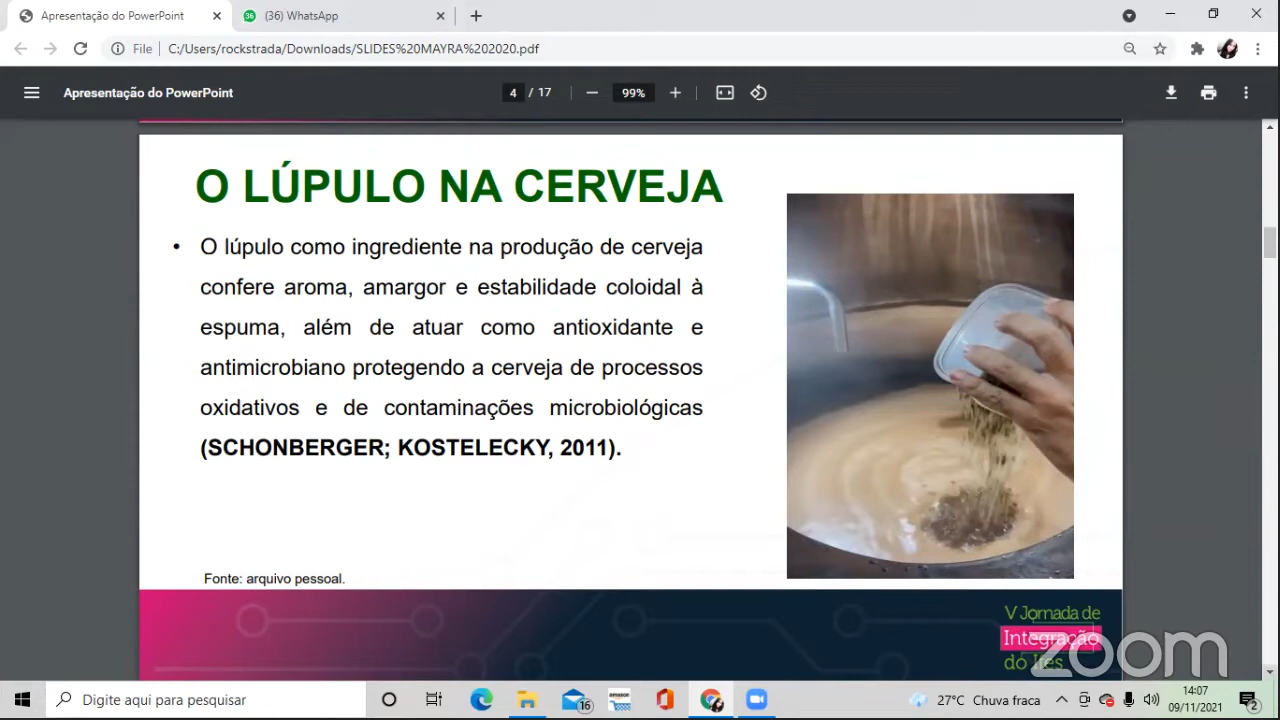 Apresentação do PowerPoint
(36) WhatsApp
File
C:/Users/rockstrada/Downloads/SLIDES%20MAYRA%202020.pdf
Apresentação do PowerPoint
4 / 17
99%
O LÚPULO NA CERVEJA
• O lúpulo como ingrediente na produção de cerveja
confere aroma, amargor e estabilidade coloidal à
espuma, além de atuar como antioxidante e
antimicrobiano protegendo a cerveja de processos
oxidativos e de contaminações microbiológicas
(SCHONBERGER; KOSTELECKY, 2011).
Fonte: arquivo pessoal.
V Jornada de
Integração
do Ifes
zoom
Digite aqui para pesquisar
16
amazon
27°C Chuva fraca
14:07
09/11/2021
2